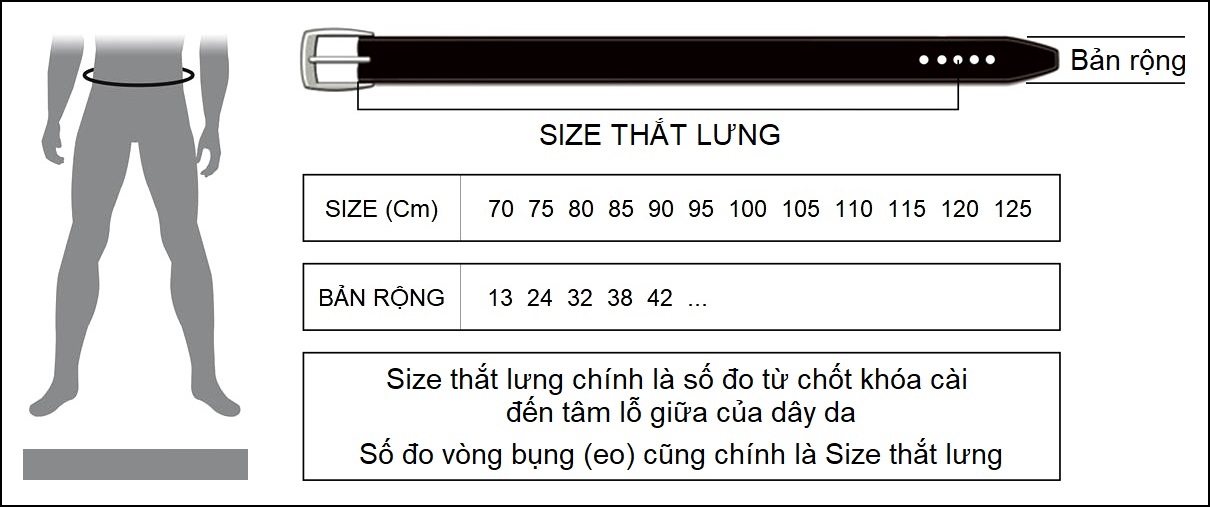 Bản rộng
SIZE THẮT LƯNG
SIZE (Cm) 70 75 80 85 90 95 100 105 110 115 120 125
BẢN RỘNG 13 24 32 38 42 ...
Size thắt lưng chính là số đo từ chốt khóa cài
đến tâm lỗ giữa của dây da
Số đo vòng bụng (eo) cũng chính là Size thắt lưng